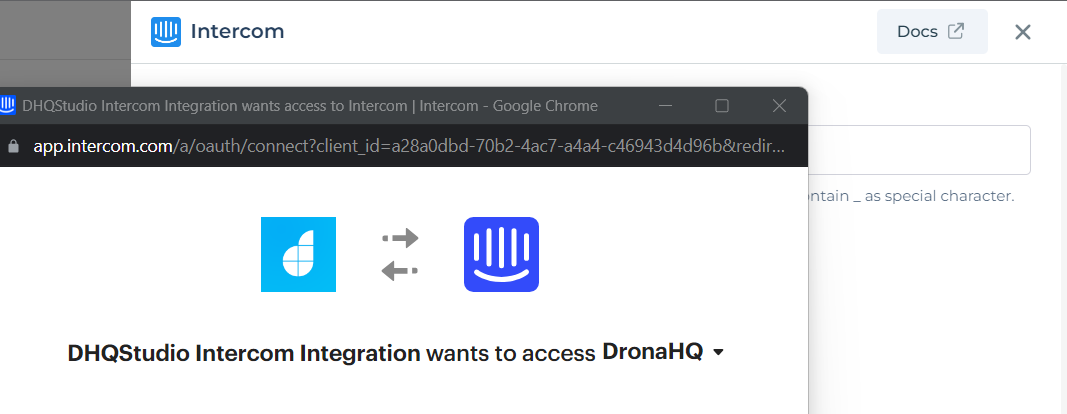 Intercom
Docs
DHQStudio Intercom Integration wants access to Intercom | Intercom - Google Chrome
app.intercom.com/a/oauth/connect?client_id=a28a0dbd-70b2-4ac7-a4a4-c46943d4d96b&redir...
ontain _ as special character.
DHQStudio Intercom Integration wants to access DronaHQ